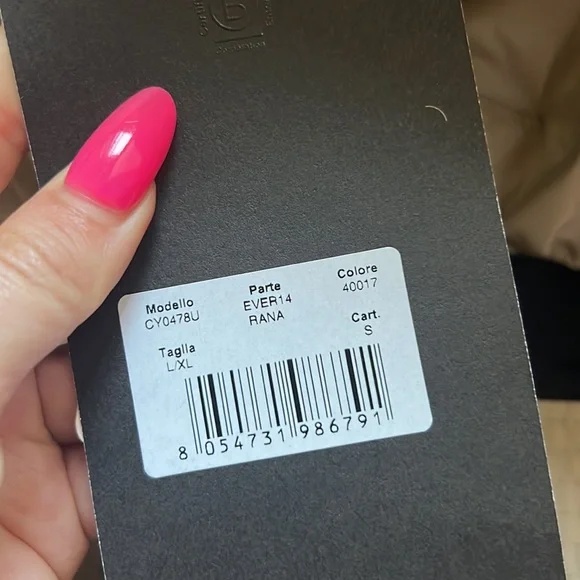 Modello
CY0478U
Parte
EVER14
RANA
Colore
40017
Taglia
L/XL
Cart.
S
8 054731 986791